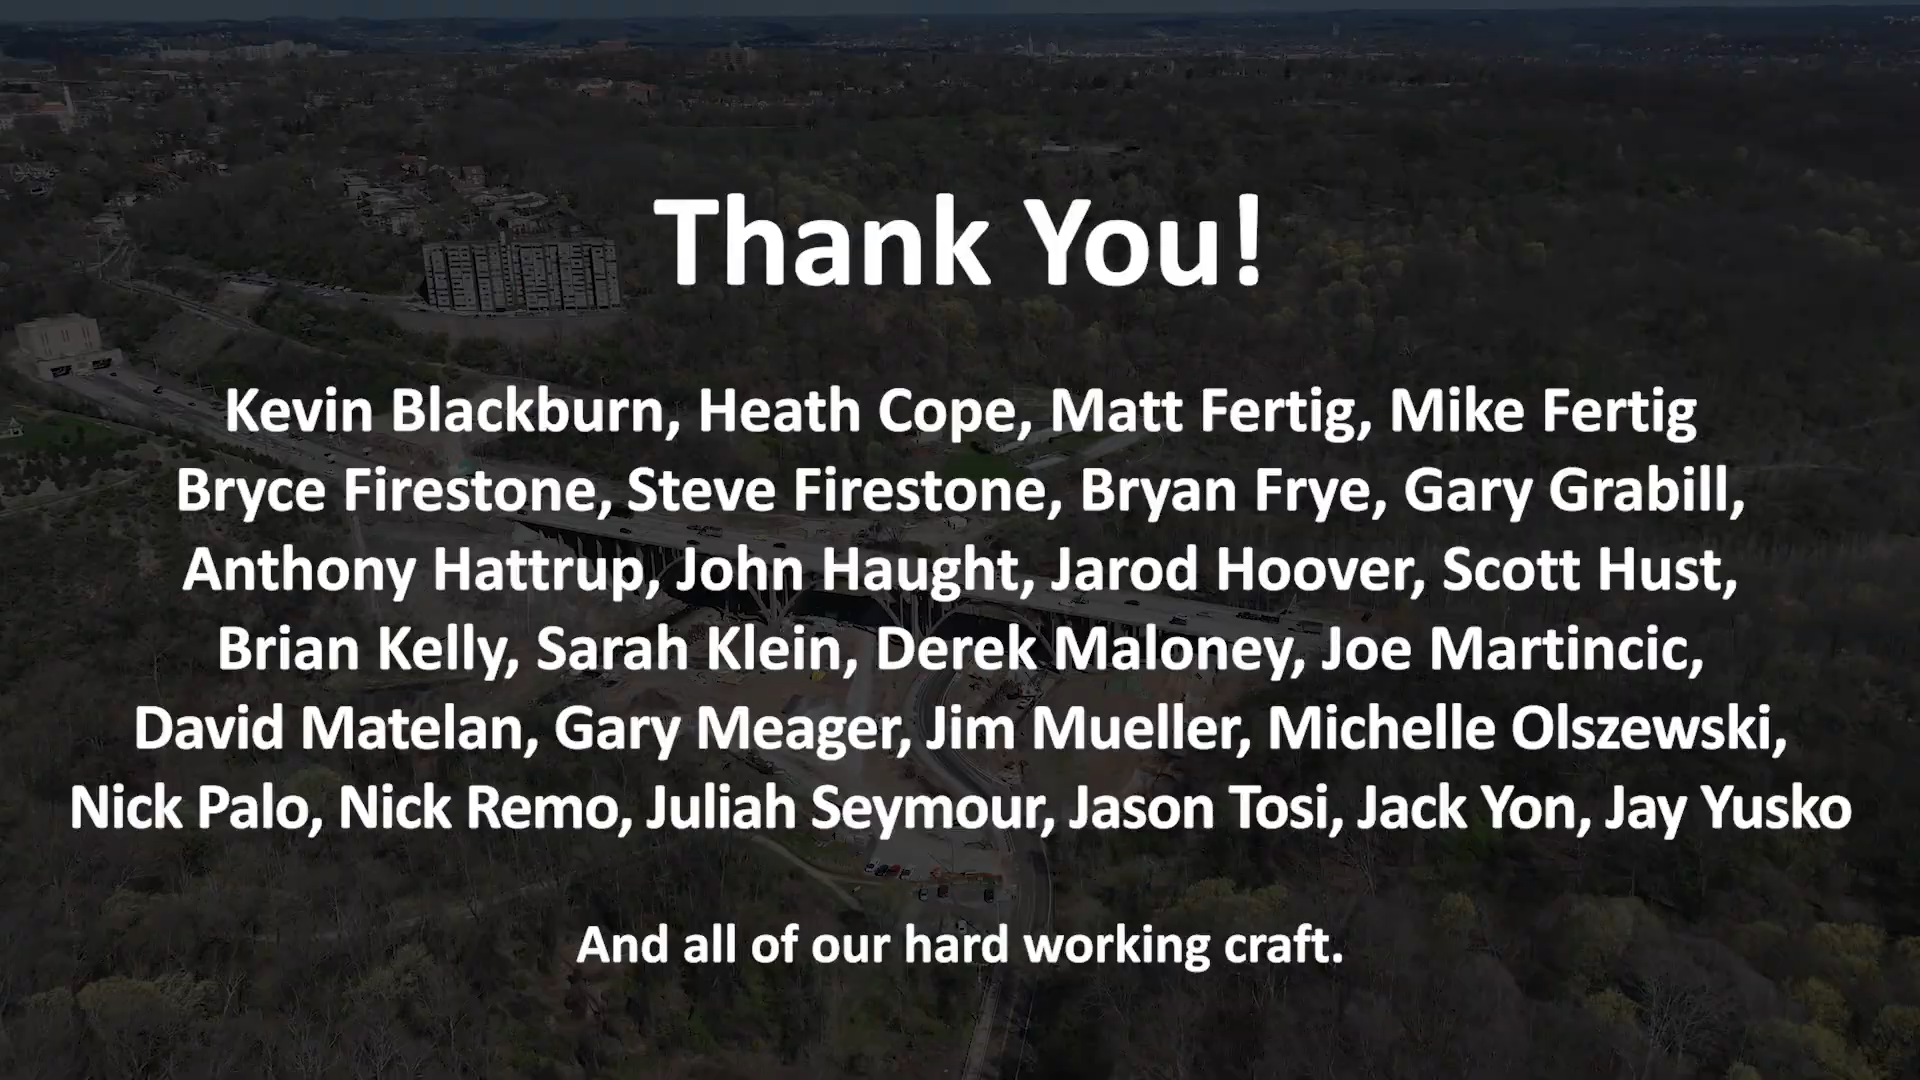 Thank You!
Kevin Blackburn, Heath Cope, Matt Fertig, Mike Fertig
Bryce Firestone, Steve Firestone, Bryan Frye, Gary Grabill,
Anthony Hattrup, John Haught, Jarod Hoover, Scott Hust,
Brian Kelly, Sarah Klein, Derek Maloney, Joe Martincic,
David Matelan, Gary Meager, Jim Mueller, Michelle Olszewski,
Nick Palo, Nick Remo, Juliah Seymour, Jason Tosi, Jack Yon, Jay Yusko
And all of our hard working craft.